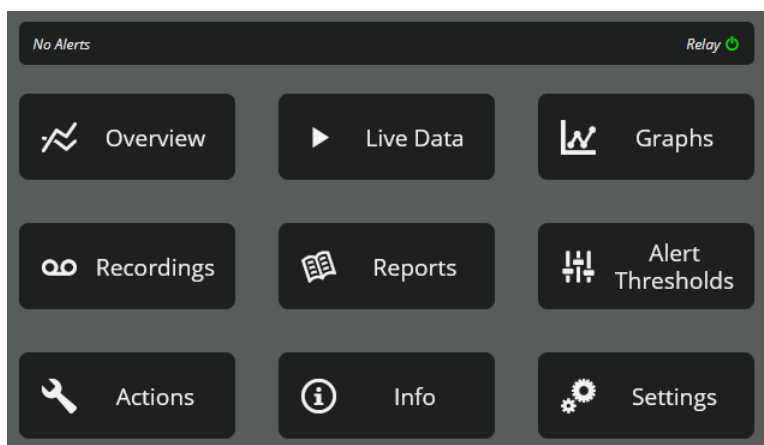 No Alerts
Relay
Overview
Live Data
Graphs
Recordings
Reports
Alert
Thresholds
Actions
Info
Settings